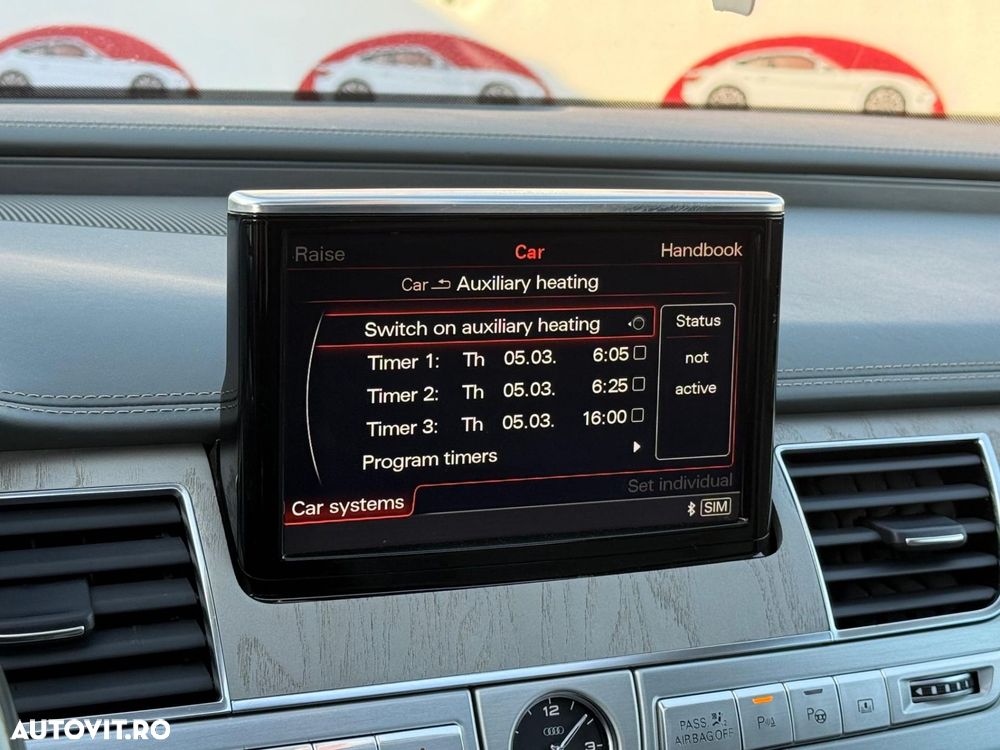 Raise Car Handbook
Car Auxiliary heating
Switch on auxiliary heating
Timer 1: Th 05.03. 6:05
Timer 2: Th 05.03. 6:25
Timer 3: Th 05.03. 16:00
Program timers
Status
not
active
Set individual
Car systems
SIM
PASS.
AIRBAG OFF
P
P
12
3
AUTOVIT.RO